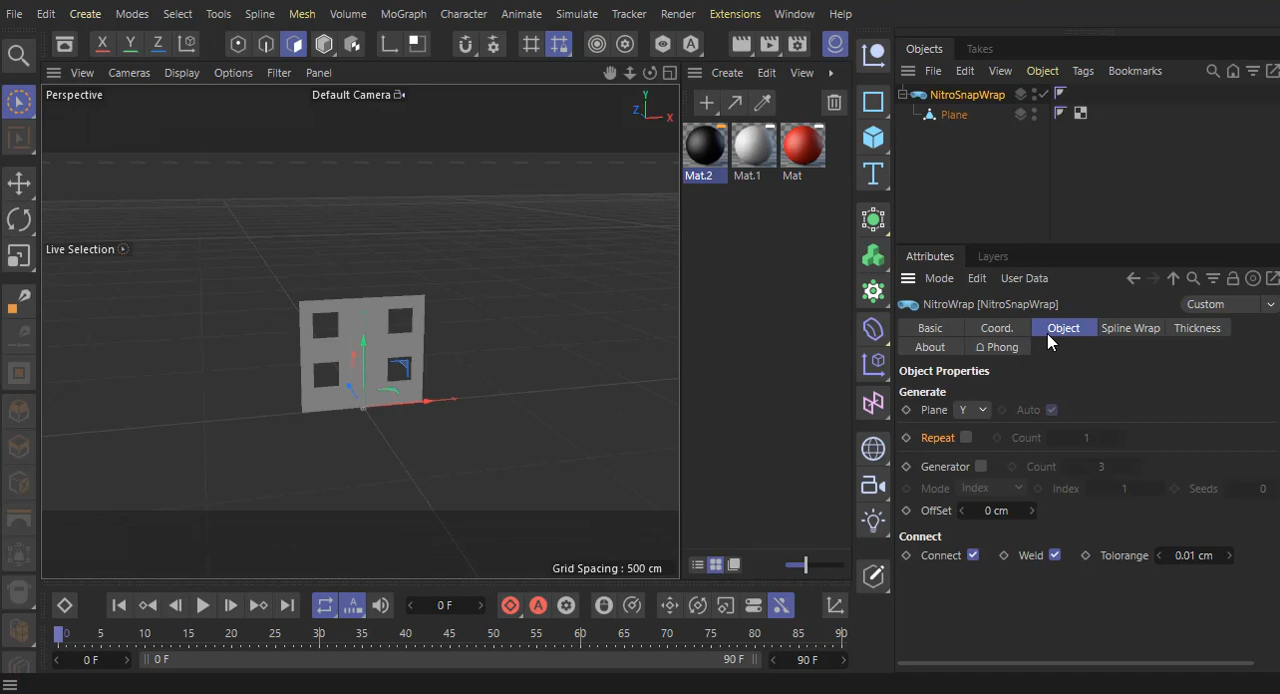 File Edit Create Modes Select Tools Spline Mesh Volume MoGraph Character Animate Simulate Tracker Render Extensions Window Help
View Cameras Display Options Filter Panel
Create Edit View
Objects Takes
File Edit View Object Tags Bookmarks
Perspective
Default Camera
Y
Z
X
NitroSnapWrap
Plane
Mat.2 Mat.1 Mat
Live Selection
Attributes Layers
Mode Edit User Data
NitroWrap [NitroSnapWrap] Custom
Basic Coord. Object Spline Wrap Thickness
About Phong
Object Properties
Generate
Plane Y Auto
Repeat Count 1
Generator Count 3
Mode Index Index 1 Seeds 0
OffSet 0 cm
Connect
Connect Weld Tolorange 0.01 cm
Grid Spacing : 500 cm
0 F
0 5 10 15 20 25 30 35 40 45 50 55 60 65 70 75 80 85 90
0 F 0 F 90 F 90 F